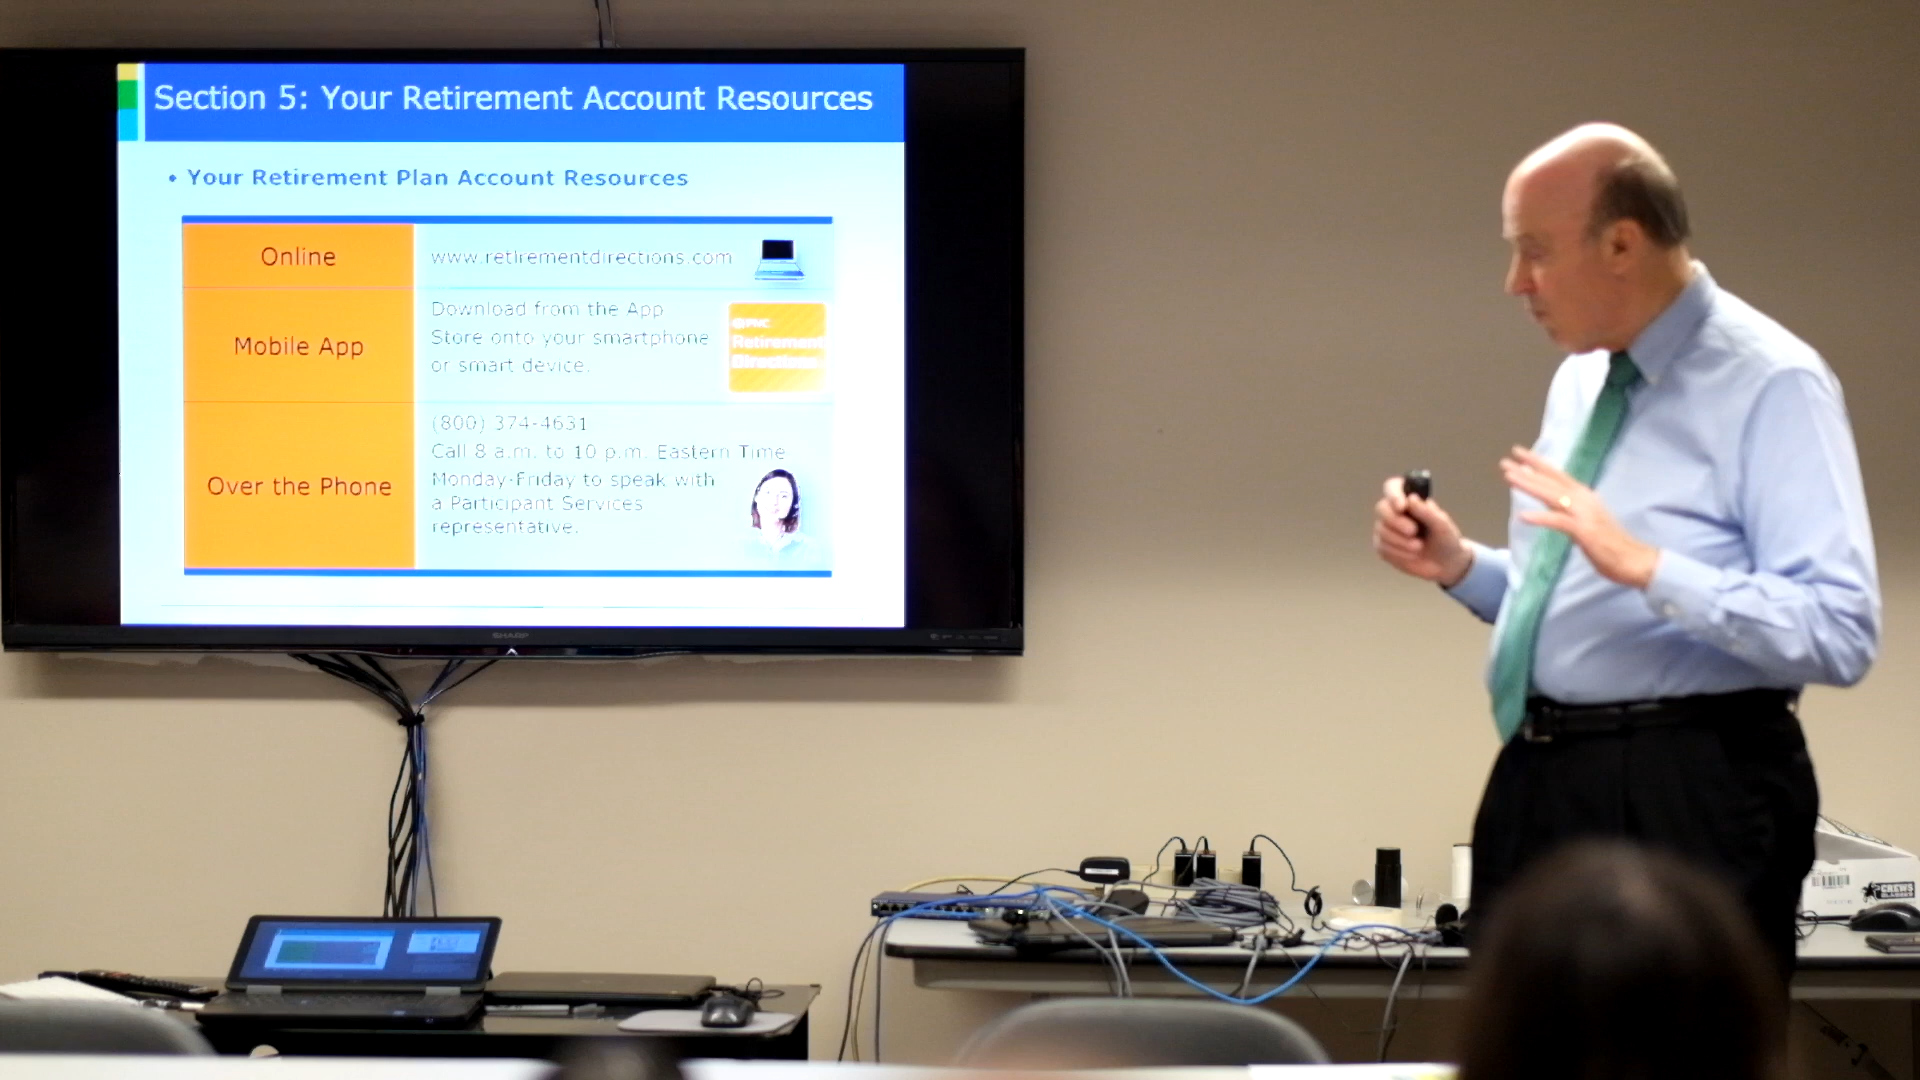 Section 5: Your Retirement Account Resources
• Your Retirement Plan Account Resources
Online
www.retirementdirections.com
Mobile App
Download from the App
Store onto your smartphone
or smart device.
PNC
Retirement
Directions
Over the Phone
(800) 374-4631
Call 8 a.m. to 10 p.m. Eastern Time
Monday-Friday to speak with
a Participant Services
representative.
SHARP
CREWS